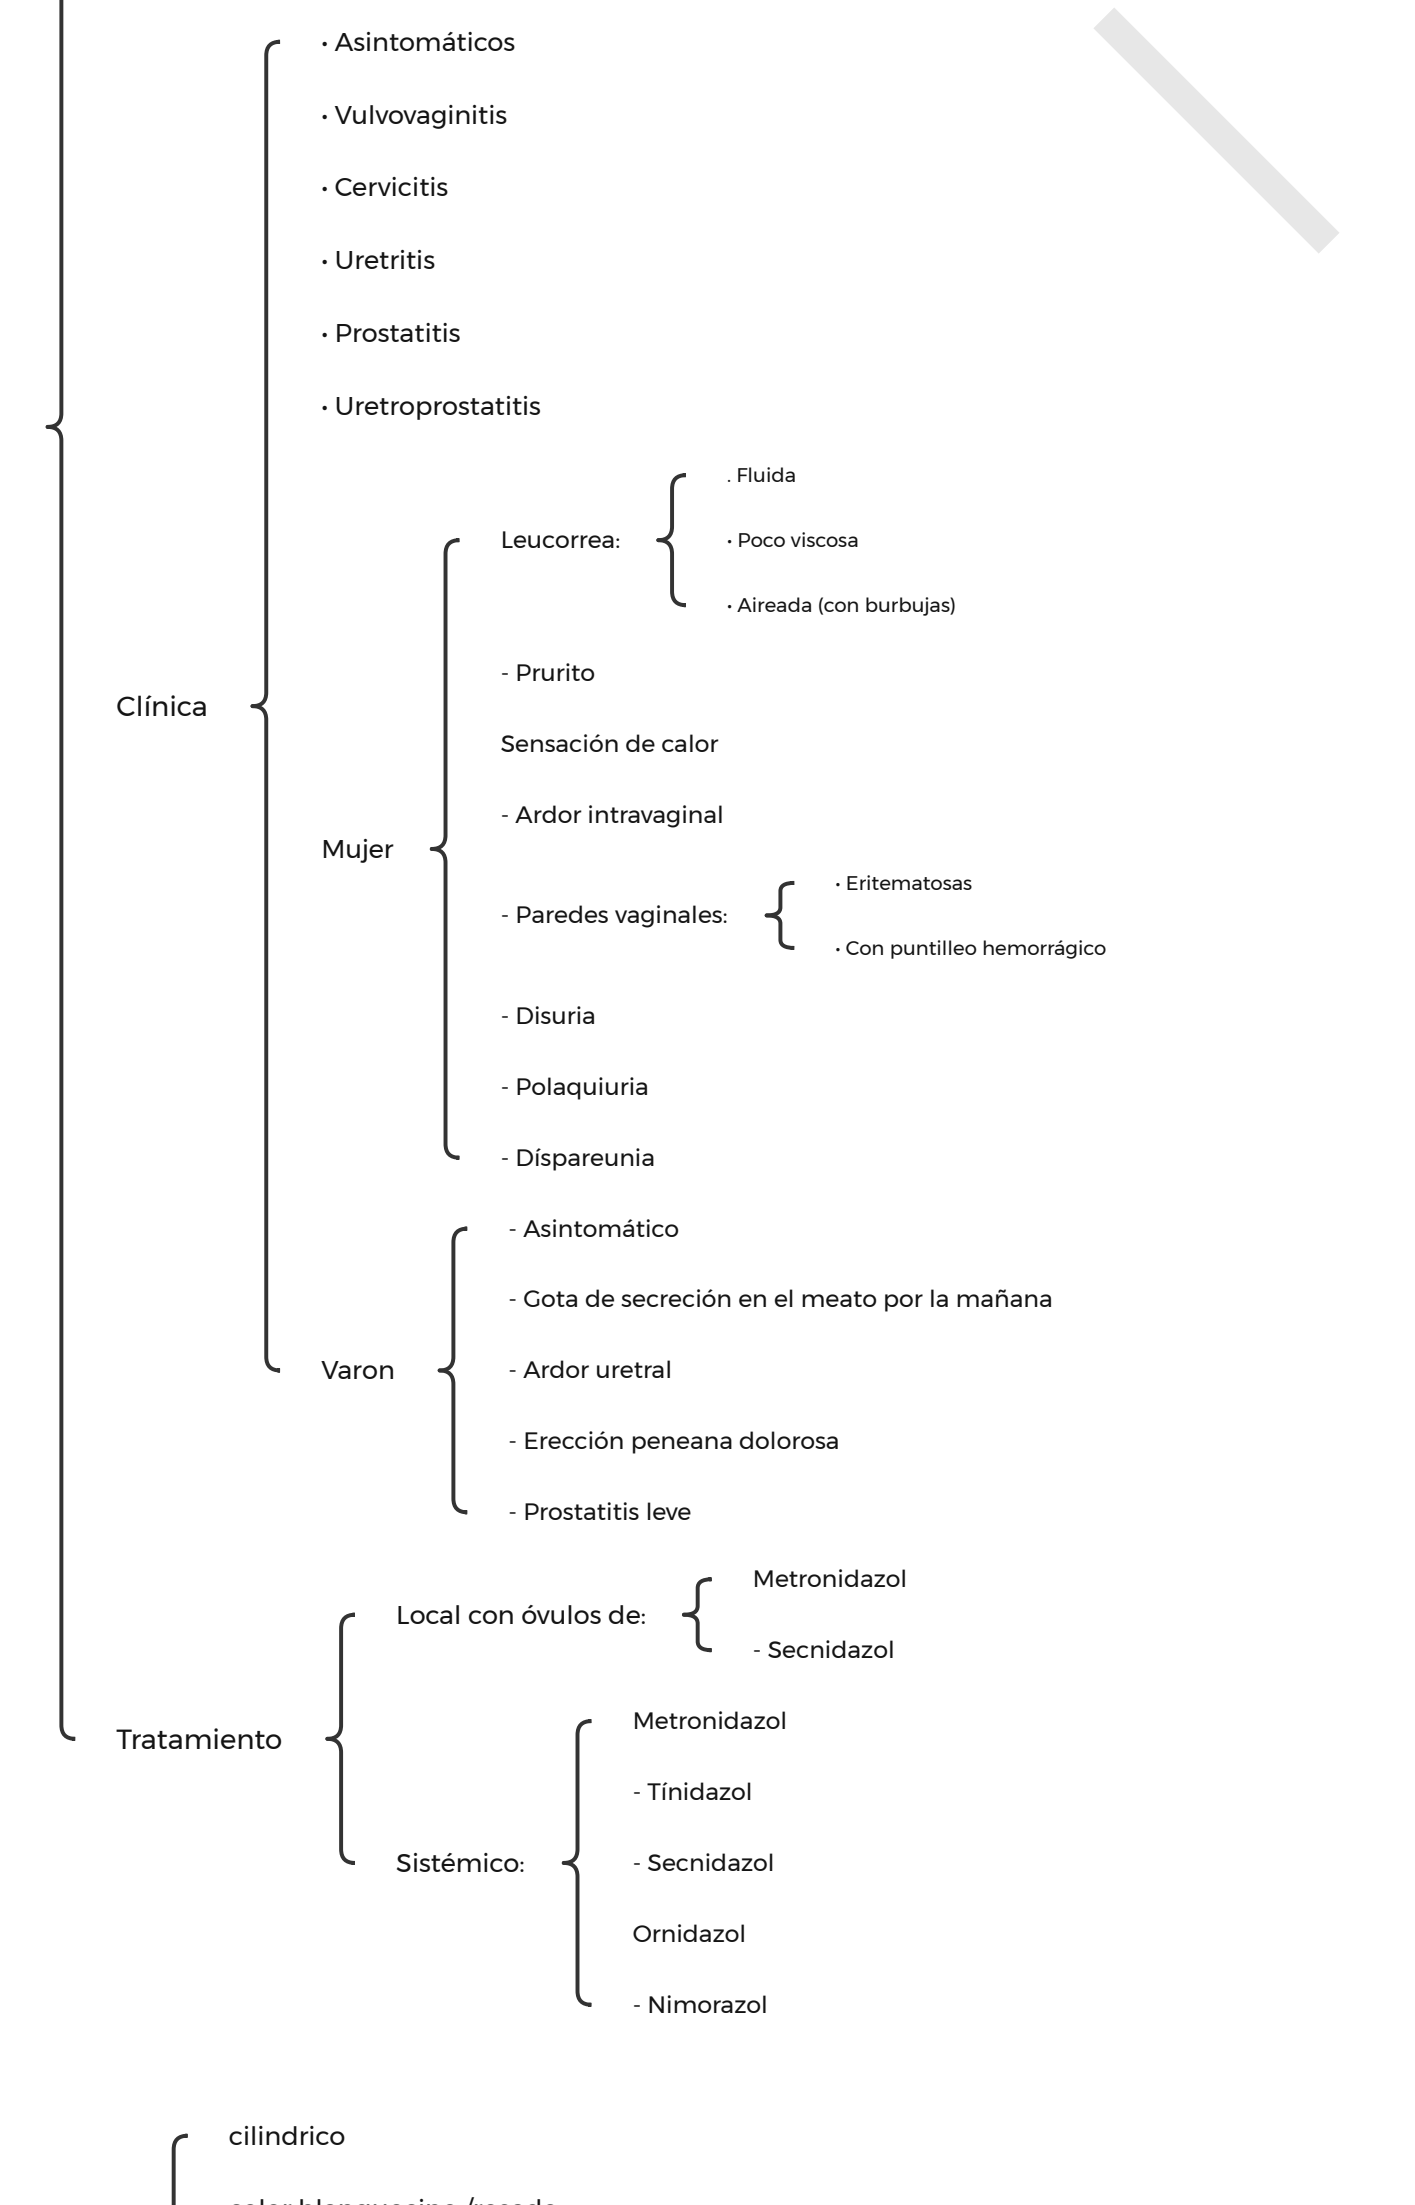 • Asintomáticos
• Vulvovaginitis
• Cervicitis
• Uretritis
• Prostatitis
• Uretroprostatitis
. Fluida
Leucorrea:
• Poco viscosa
• Aireada (con burbujas)
- Prurito
Clínica
Sensación de calor
- Ardor intravaginal
Mujer
• Eritematosas
- Paredes vaginales:
• Con puntilleo hemorrágico
- Disuria
- Polaquiuria
- Díspareunia
- Asintomático
- Gota de secreción en el meato por la mañana
Varon
- Ardor uretral
- Erección peneana dolorosa
- Prostatitis leve
Metronidazol
Local con óvulos de:
- Secnidazol
Metronidazol
Tratamiento
- Tínidazol
Sistémico:
- Secnidazol
Ornidazol
- Nimorazol
cilindrico